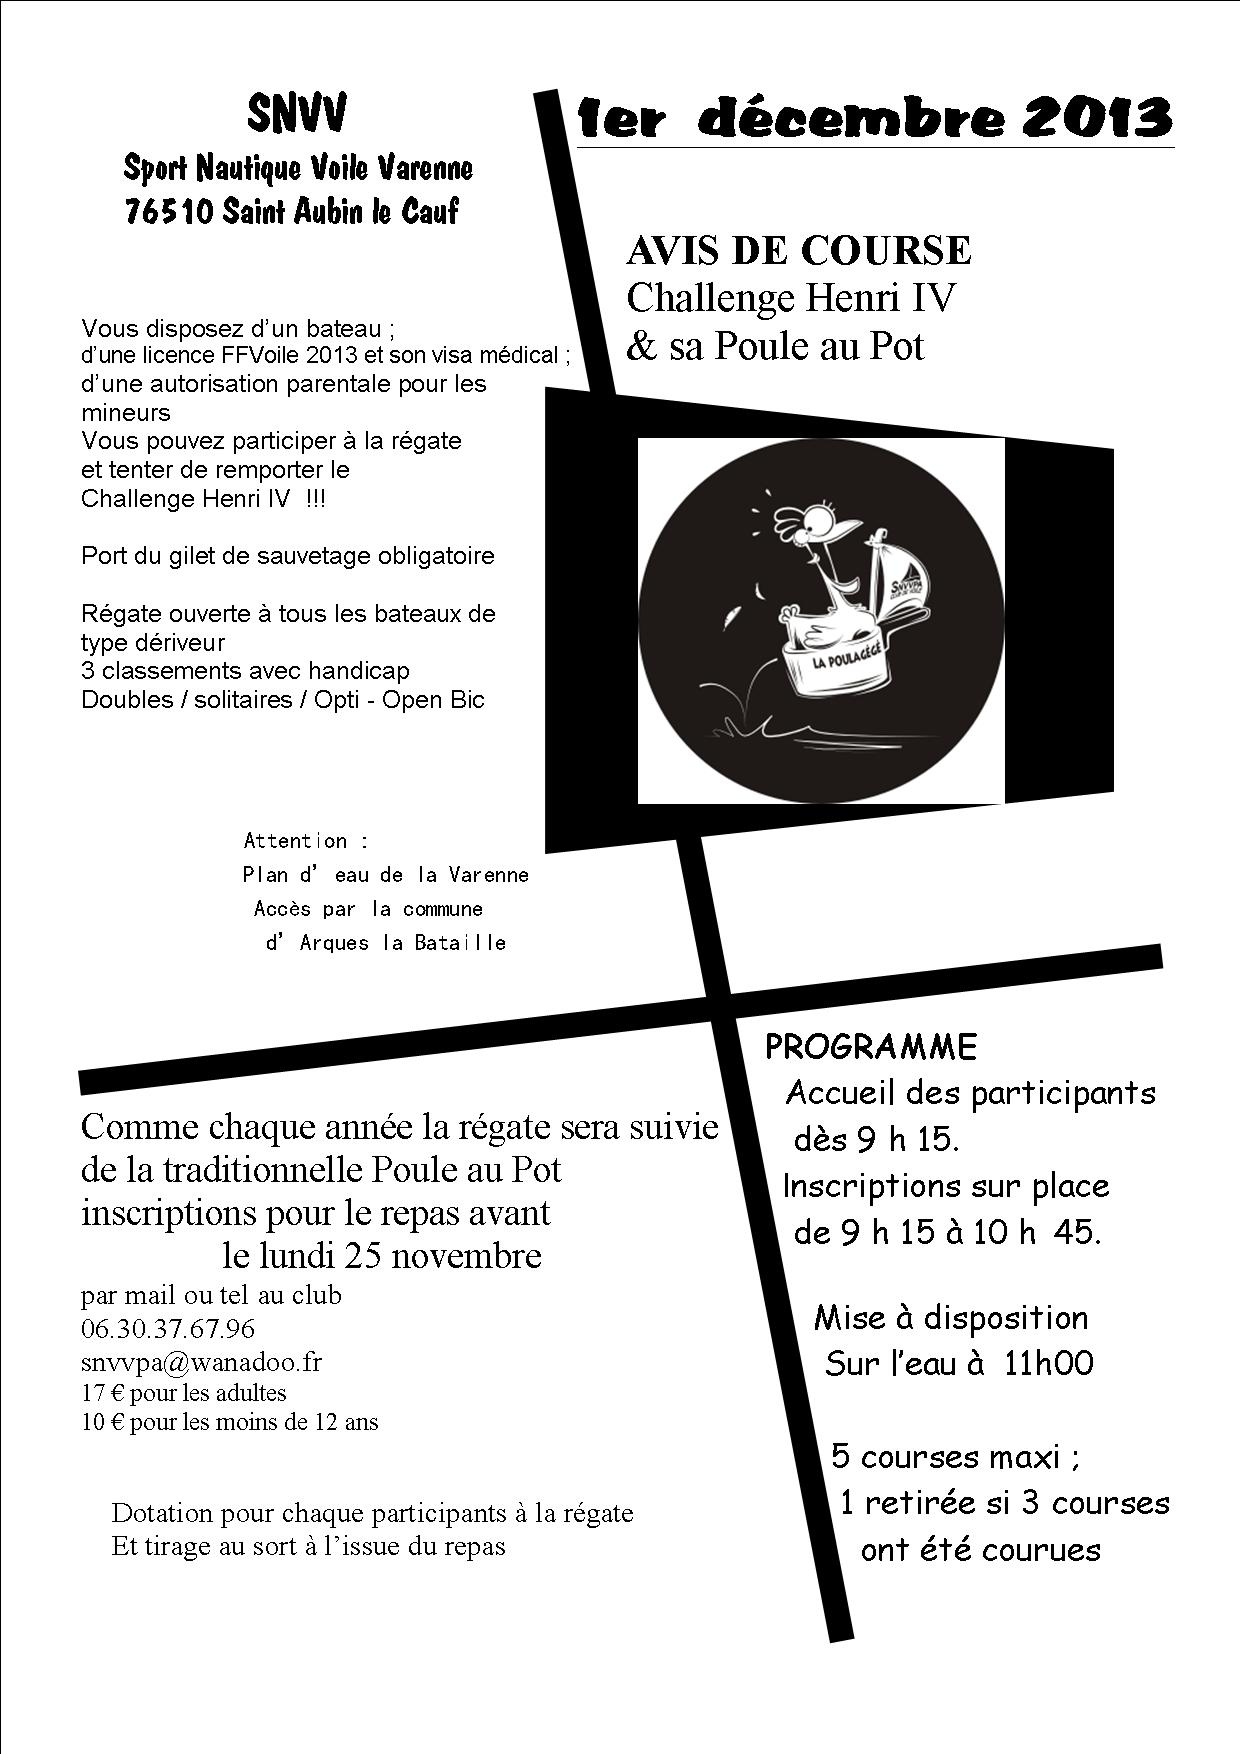 SNVV
Sport Nautique Voile Varenne
76510 Saint Aubin le Cauf
1er décembre 2013
AVIS DE COURSE
Challenge Henri IV
& sa Poule au Pot
Vous disposez d’un bateau ;
d’une licence FFVoile 2013 et son visa médical ;
d’une autorisation parentale pour les
mineurs
Vous pouvez participer à la régate
et tenter de remporter le
Challenge Henri IV !!!
Port du gilet de sauvetage obligatoire
Régate ouverte à tous les bateaux de
type dériveur
3 classements avec handicap
Doubles / solitaires / Opti - Open Bic
SNVVPA
CLUB DE VOILE
LA POULAGÉGÉ
Attention :
Plan d’ eau de la Varenne
Accès par la commune
d’ Arques la Bataille
Comme chaque année la régate sera suivie
de la traditionnelle Poule au Pot
inscriptions pour le repas avant
le lundi 25 novembre
par mail ou tel au club
06.30.37.67.96
snvvpa@wanadoo.fr
17 € pour les adultes
10 € pour les moins de 12 ans
Dotation pour chaque participants à la régate
Et tirage au sort à l’issue du repas
PROGRAMME
Accueil des participants
dès 9 h 15.
Inscriptions sur place
de 9 h 15 à 10 h 45.
Mise à disposition
Sur l’eau à 11h00
5 courses maxi ;
1 retirée si 3 courses
ont été courues